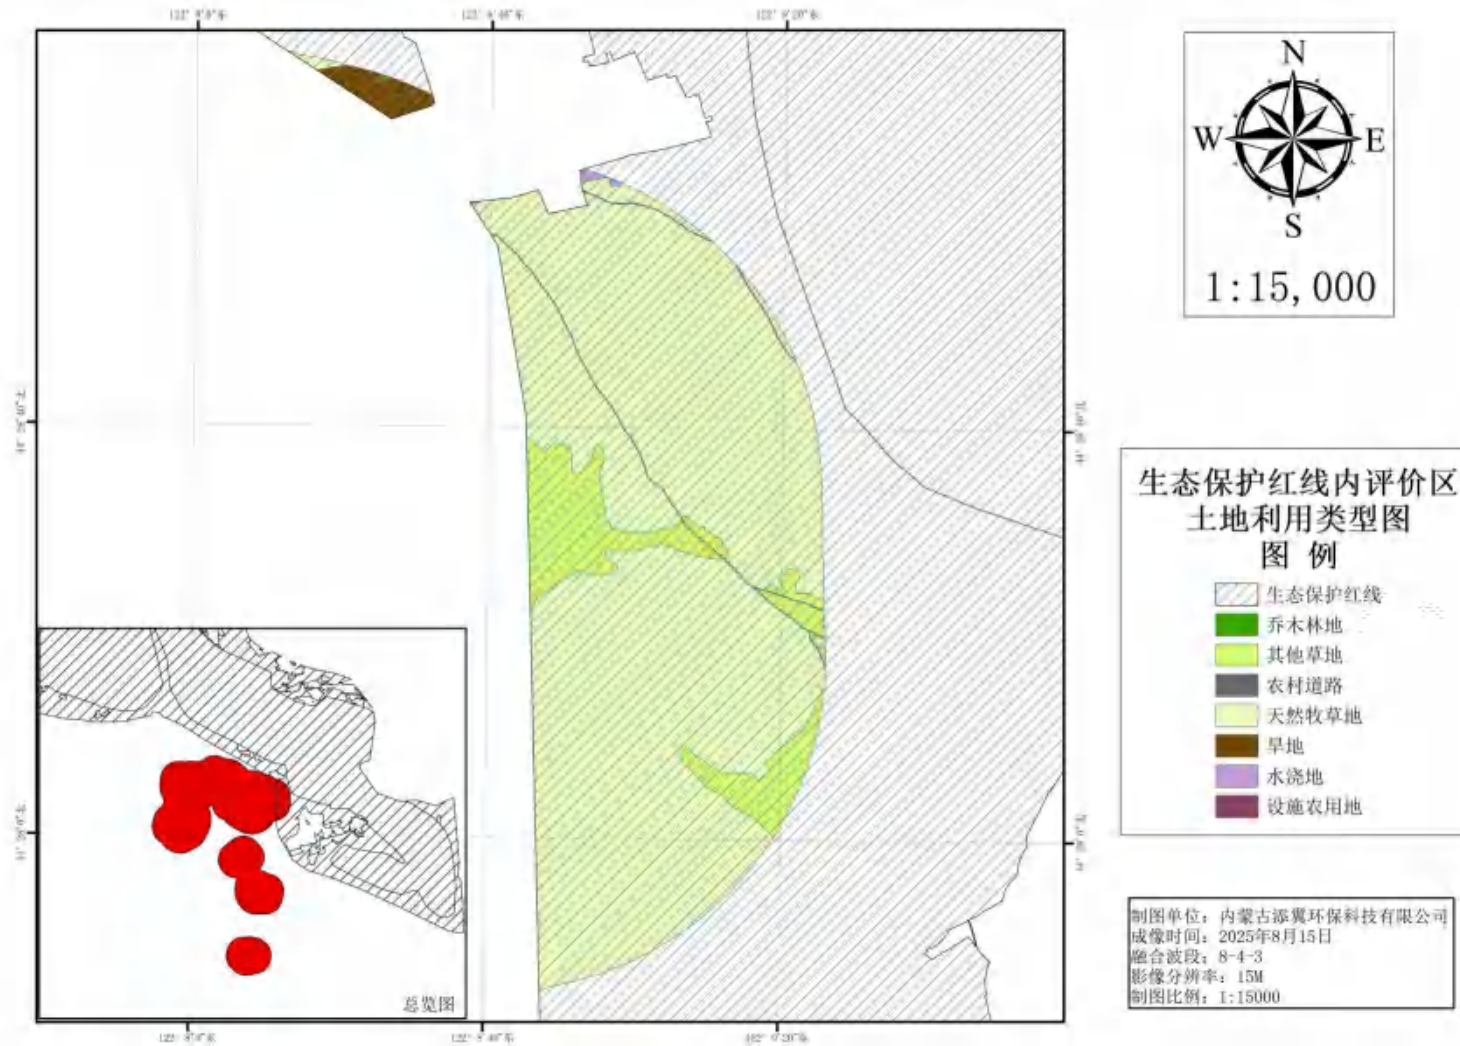 N
W
E
S
1:15,000
生态保护红线内评价区
土地利用类型图
图 例
生态保护红线
乔木林地
其他草地
农村道路
天然牧草地
旱地
水浇地
设施农用地
总览图
制图单位: 内蒙古添翼环保科技有限公司
成像时间: 2025年8月15日
融合波段: 8-4-3
影像分辨率: 15M
制图比例: 1:15000